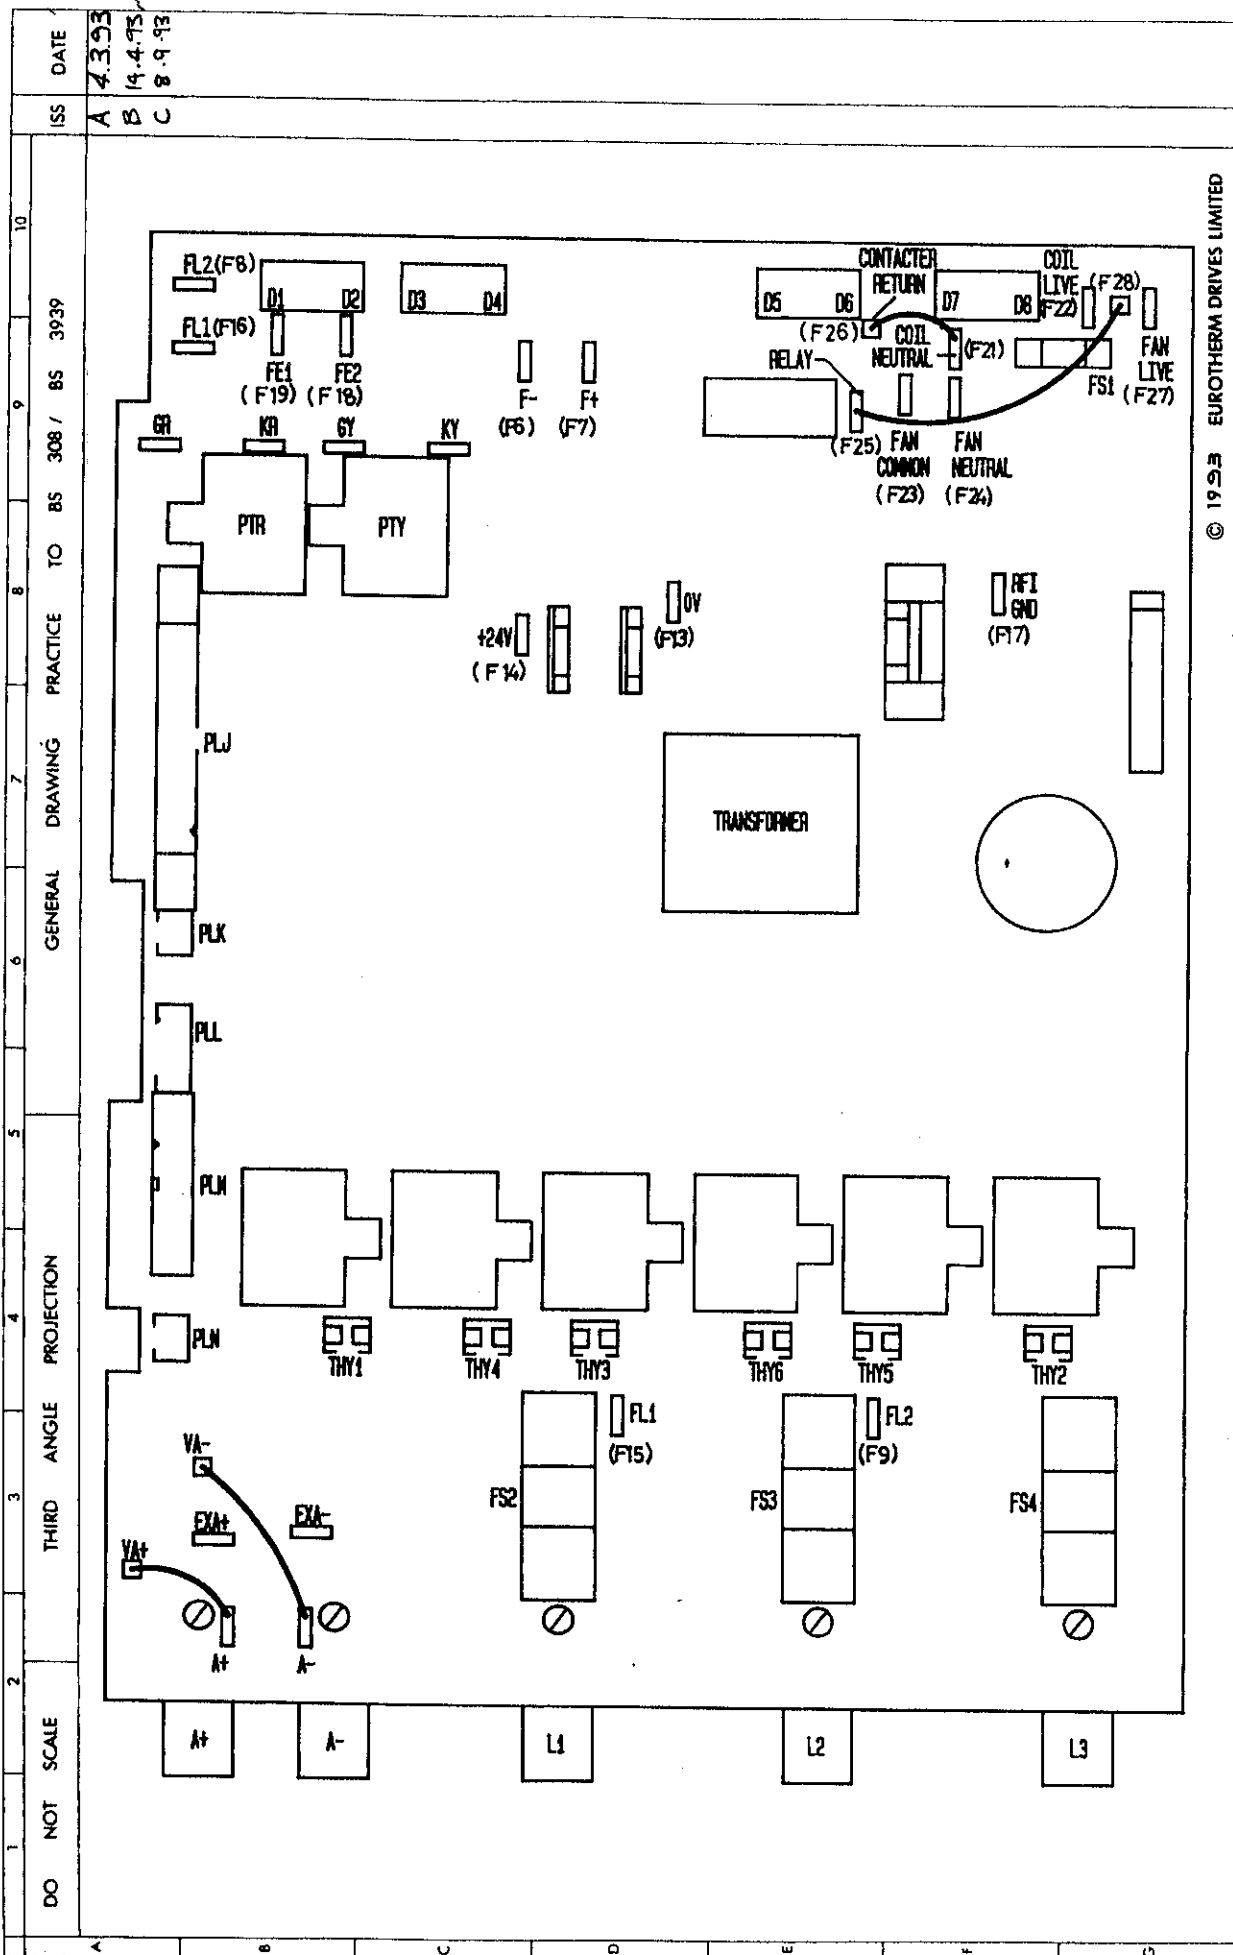 ISS DATE
A 4.3.93
B 14.4.93
C 8.9.93
DO NOT SCALE
THIRD ANGLE PROJECTION
GENERAL DRAWING PRACTICE TO BS 308 / BS 3939
1 2 3 4 5 6 7 8 9 10
A
B
C
D
E
F
G
FL2(F8)
FL1(F16)
D1 D2
D3 D4
D5 D6
D7 D8
FE1
(F19)
FE2
(F18)
F-
(F6)
F+
(F7)
CONTACTER
RETURN
(F26)
COIL
NEUTRAL
(F21)
COIL
LIVE
(F22)
(F28)
RELAY
(F25)
FAN
COMMON
(F23)
FAN
NEUTRAL
(F24)
FS1
FAN
LIVE
(F27)
GR
KR
GY
KY
PTR
PTY
+24V
(F14)
0V
(F13)
RFI
GND
(F17)
PLJ
TRANSFORMER
PLK
PLL
PLM
PLN
THY1
THY4
THY3
THY6
THY5
THY2
FL1
(F15)
FL2
(F9)
FS2
FS3
FS4
VA-
EXA+
EXA-
VA+
A+
A-
A+
A-
L1
L2
L3
© 1993 EUROTHERM DRIVES LIMITED